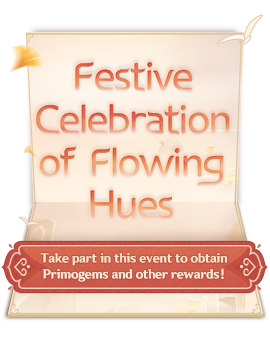 Festive
Celebration
of Flowing
Hues
Take part in this event to obtain
Primogems and other rewards!